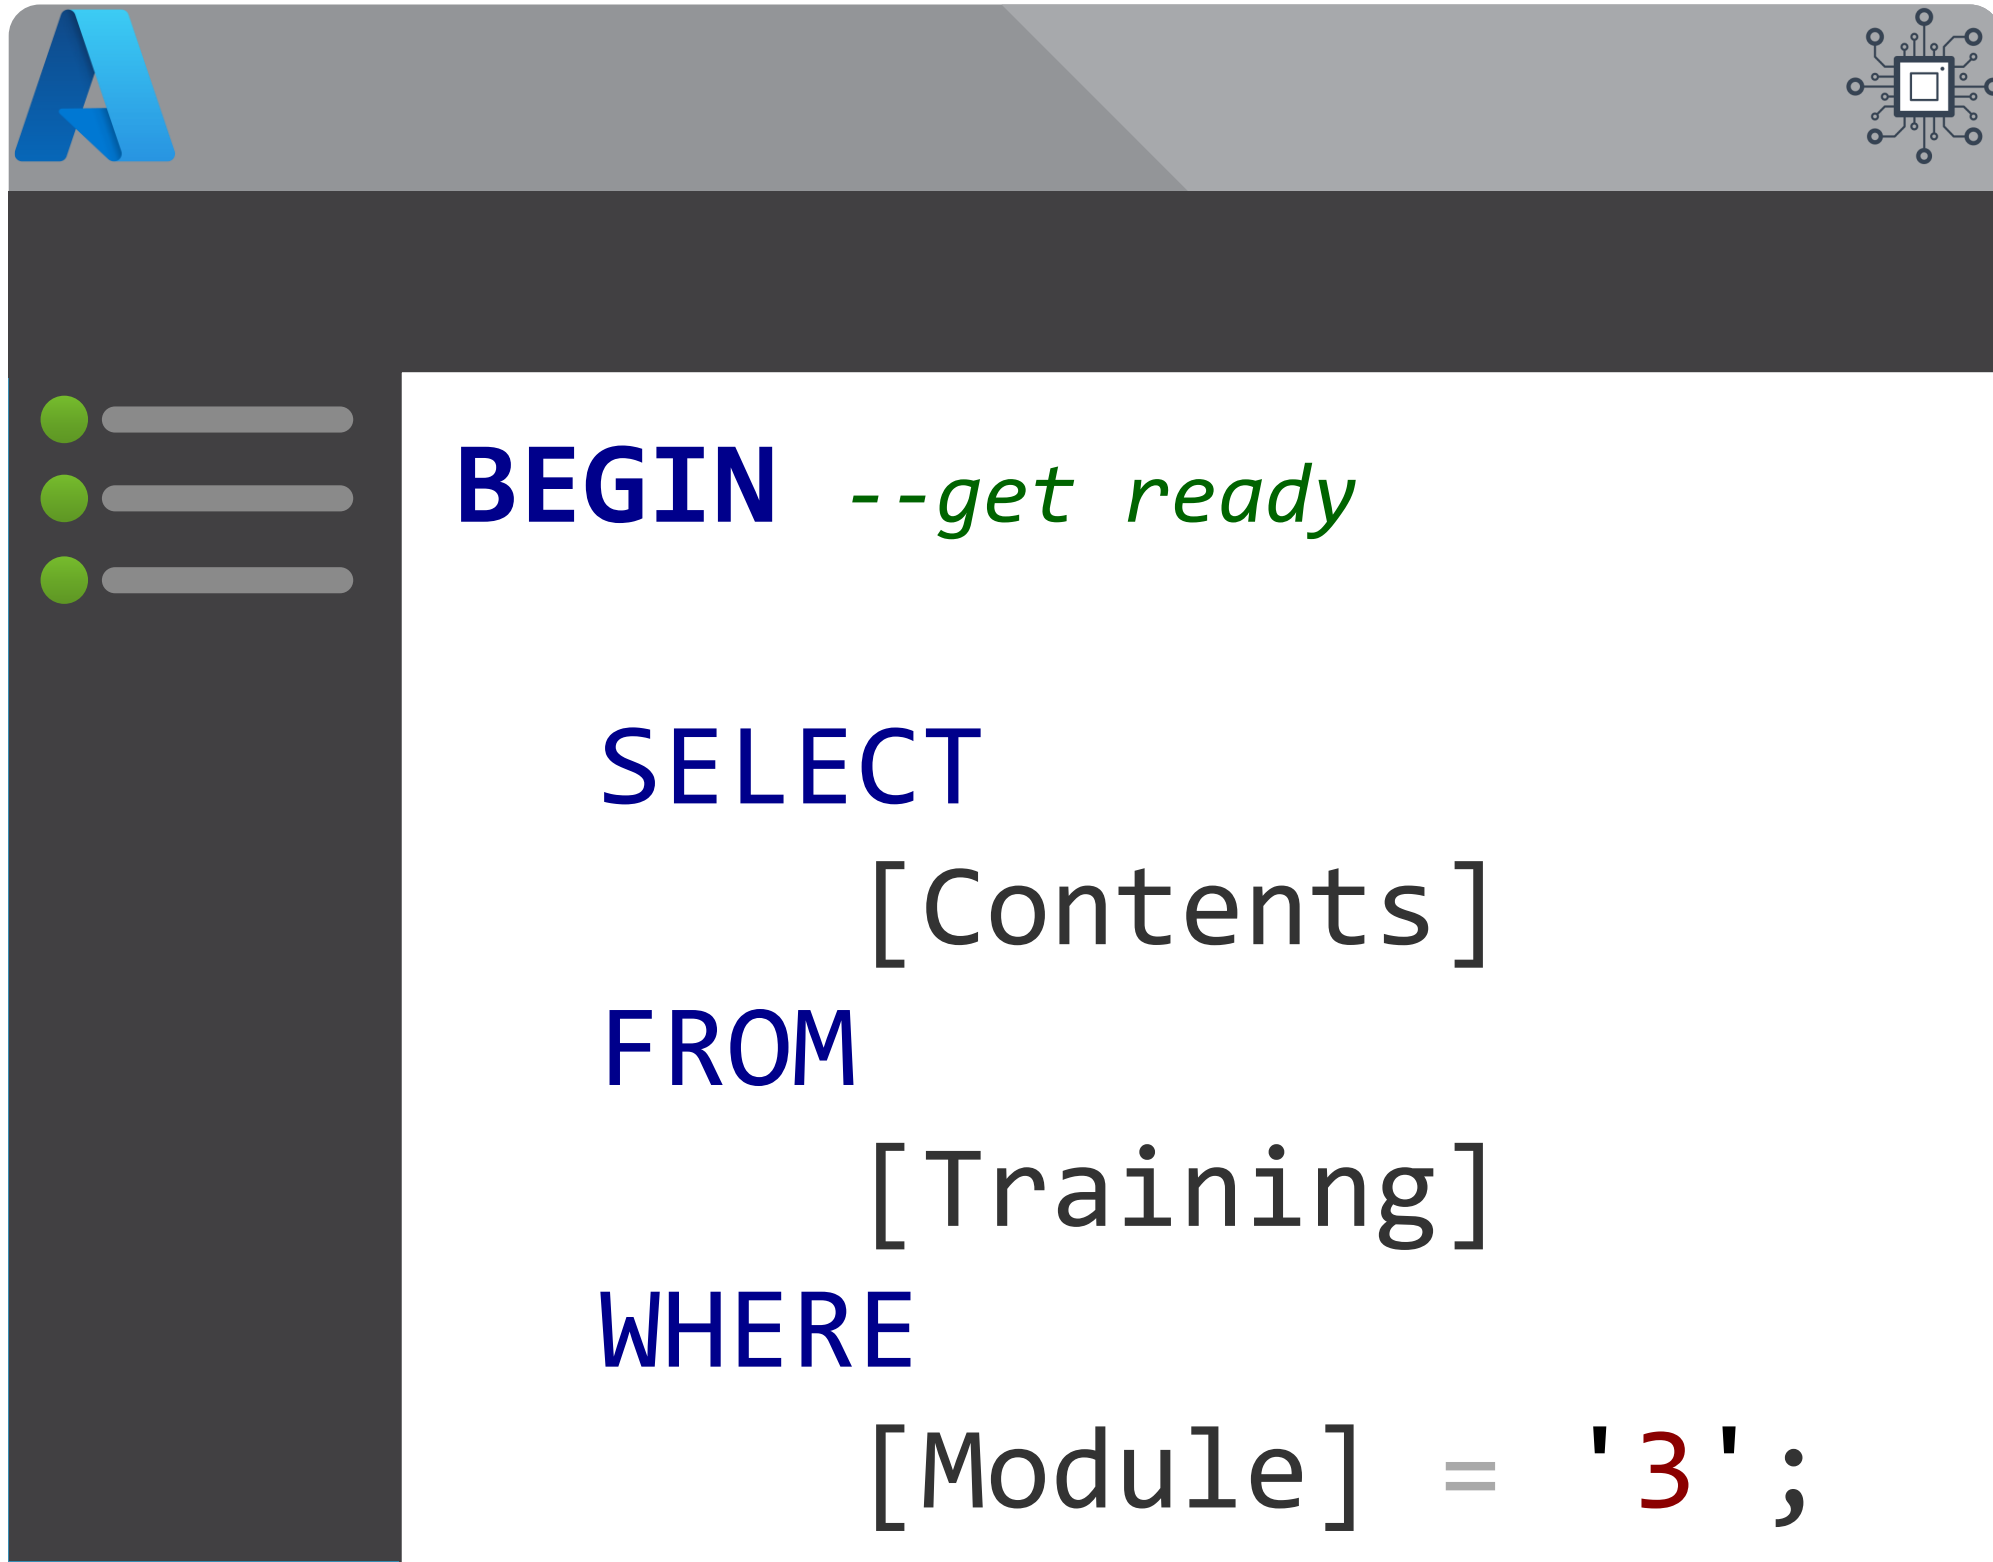 BEGIN --get ready
SELECT
[Contents]
FROM
[Training]
WHERE
[Module] = '3';